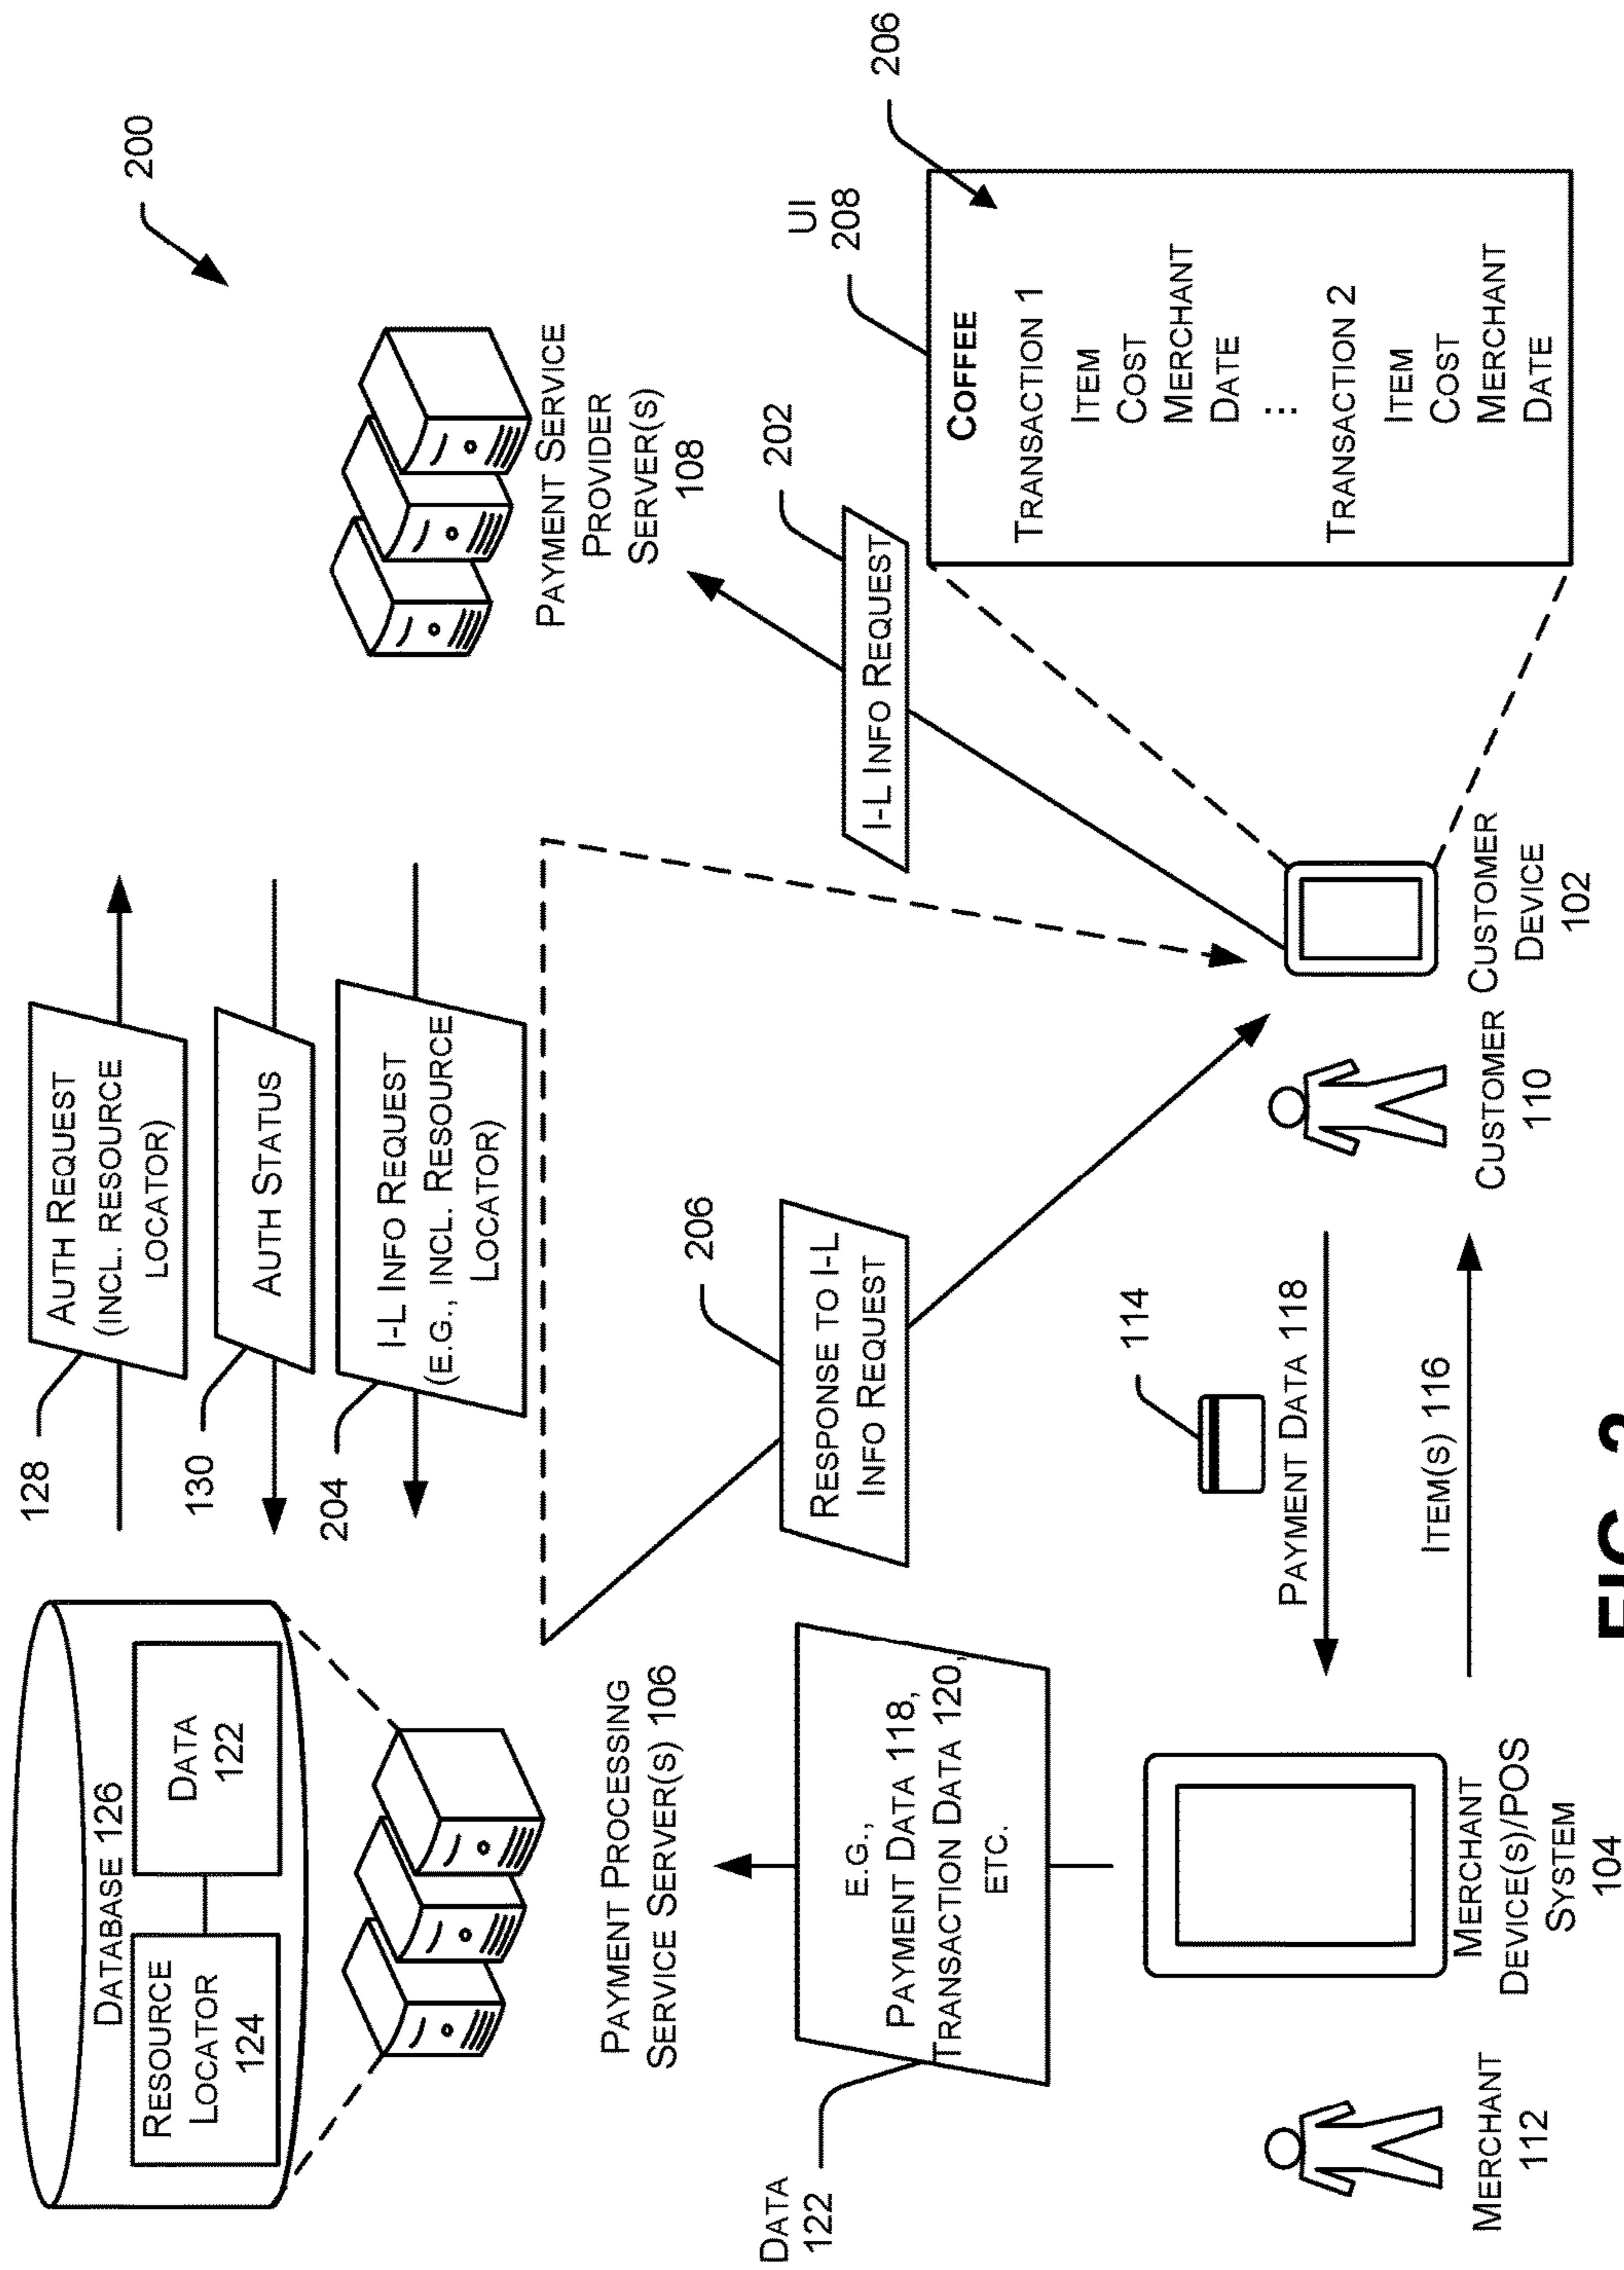 200
DATABASE 126
RESOURCE
LOCATOR
124
DATA
122
128
AUTH REQUEST
(INCL. RESOURCE
LOCATOR)
130
AUTH STATUS
204
I-L INFO REQUEST
(E.G., INCL. RESOURCE
LOCATOR)
PAYMENT PROCESSING
SERVICE SERVER(S) 106
PAYMENT SERVICE
PROVIDER
SERVER(S)
108
206
RESPONSE TO I-L
INFO REQUEST
202
I-L INFO REQUEST
DATA
122
E.G.,
PAYMENT DATA 118,
TRANSACTION DATA 120,
ETC.
114
PAYMENT DATA 118
ITEM(S) 116
MERCHANT
112
MERCHANT
DEVICE(S)/POS
SYSTEM
104
CUSTOMER
110
CUSTOMER
DEVICE
102
UI
208
206
COFFEE
TRANSACTION 1
ITEM
COST
MERCHANT
DATE
⋮
TRANSACTION 2
ITEM
COST
MERCHANT
DATE
FIG. 2